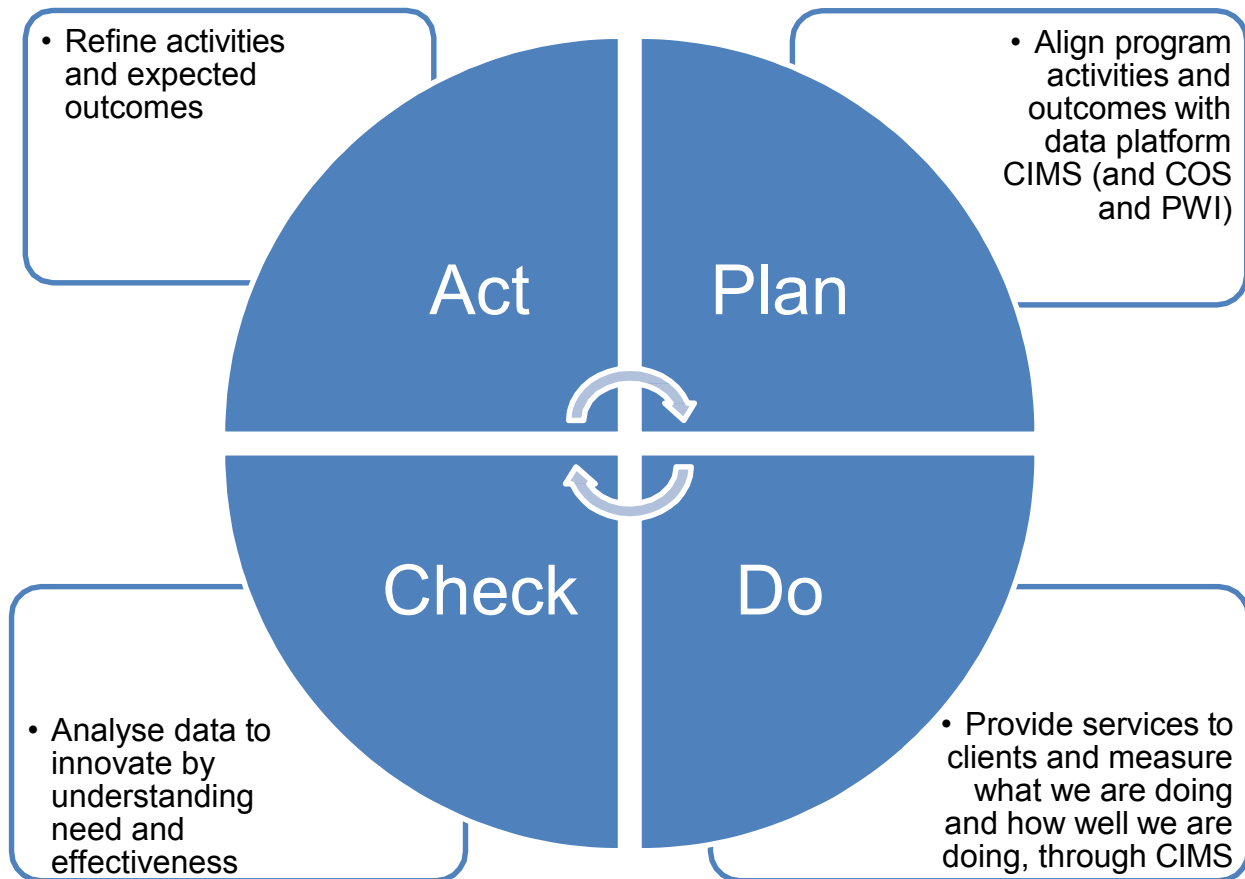 • Refine activities
and expected
outcomes
• Align program
activities and
outcomes with
data platform
CIMS (and COS
and PWI)
Act
Plan
Check
Do
• Analyse data to
innovate by
understanding
need and
effectiveness
• Provide services to
clients and measure
what we are doing
and how well we are
doing, through CIMS